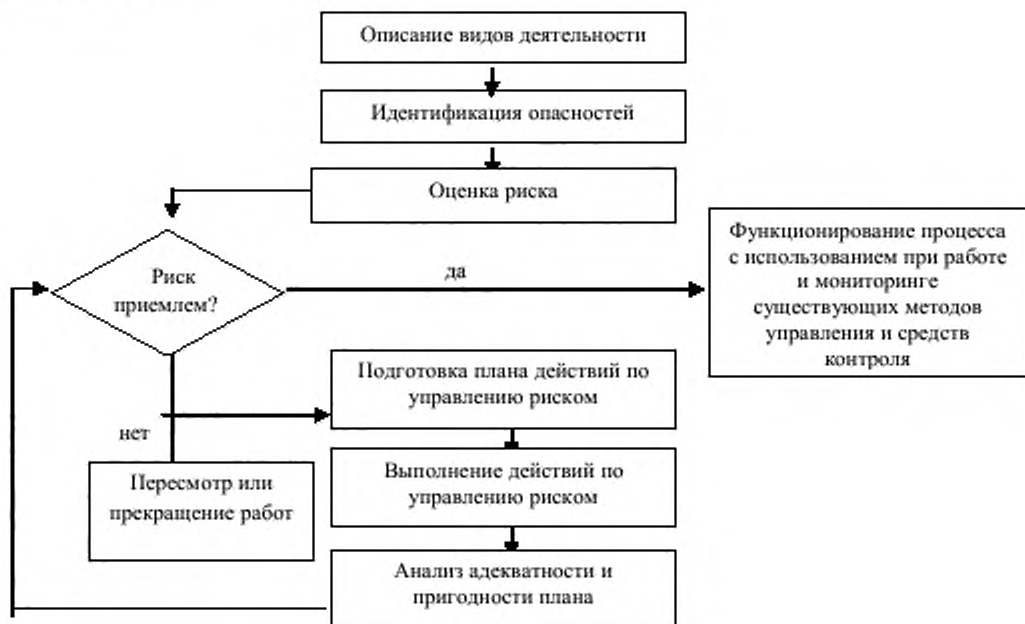 Описание видов деятельности
Идентификация опасностей
Оценка риска
Риск
приемлем?
да
Функционирование процесса
с использованием при работе
и мониторинге
существующих методов
управления и средств
контроля
нет
Пересмотр или
прекращение работ
Подготовка плана действий по
управлению риском
Выполнение действий по
управлению риском
Анализ адекватности и
пригодности плана